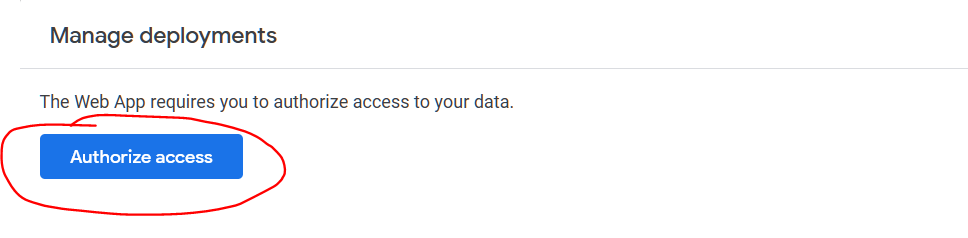 Manage deployments
The Web App requires you to authorize access to your data.
Authorize access